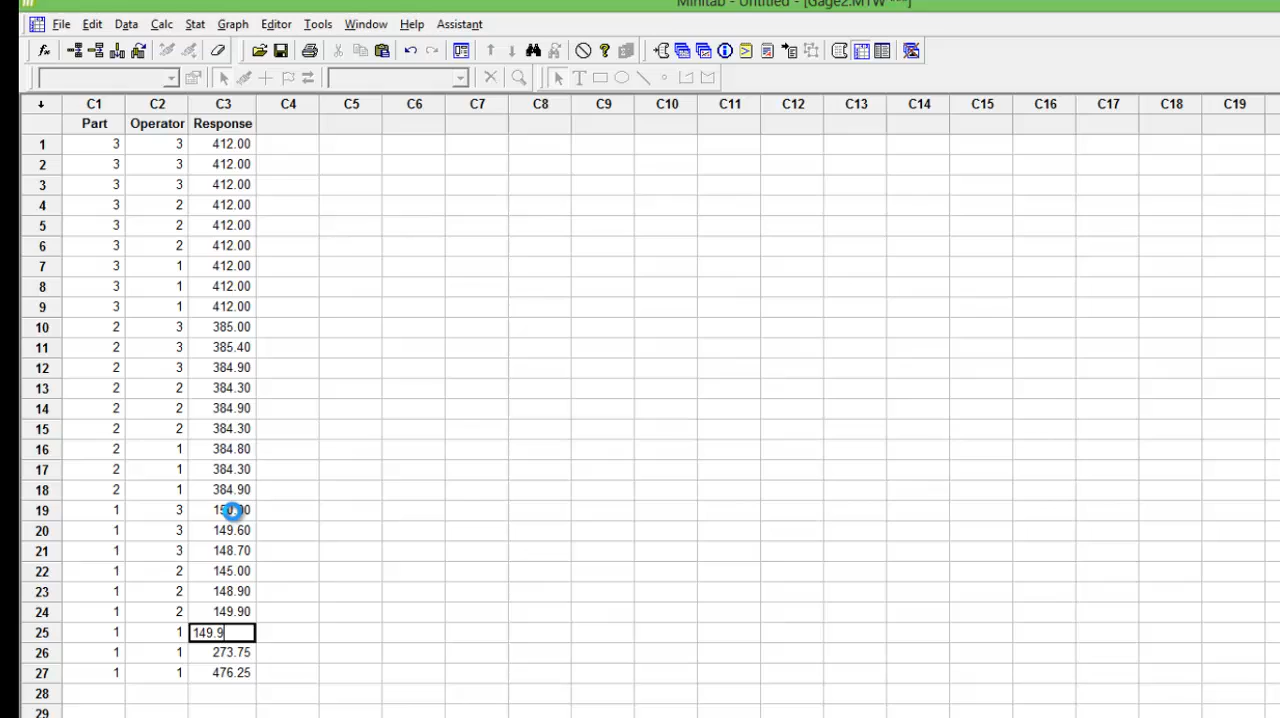 Minitab - Untitled - [Gage2.MTW ***]
File Edit Data Calc Stat Graph Editor Tools Window Help Assistant
C1 C2 C3 C4 C5 C6 C7 C8 C9 C10 C11 C12 C13 C14 C15 C16 C17 C18 C19
Part Operator Response
1 3 3 412.00
2 3 3 412.00
3 3 3 412.00
4 3 2 412.00
5 3 2 412.00
6 3 2 412.00
7 3 1 412.00
8 3 1 412.00
9 3 1 412.00
10 2 3 385.00
11 2 3 385.40
12 2 3 384.90
13 2 2 384.30
14 2 2 384.90
15 2 2 384.30
16 2 1 384.80
17 2 1 384.30
18 2 1 384.90
19 1 3 150.00
20 1 3 149.60
21 1 3 148.70
22 1 2 145.00
23 1 2 148.90
24 1 2 149.90
25 1 1 149.9
26 1 1 273.75
27 1 1 476.25
28
29